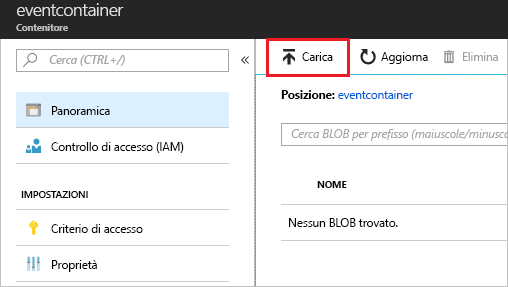 eventcontainer
Contenitore
Cerca (CTRL+/)
«
Panoramica
Controllo di accesso (IAM)
IMPOSTAZIONI
Criterio di accesso
Proprietà
Carica
Aggiorna
Elimina
Posizione: eventcontainer
Cerca BLOB per prefisso (maiuscole/minusco
NOME
Nessun BLOB trovato.